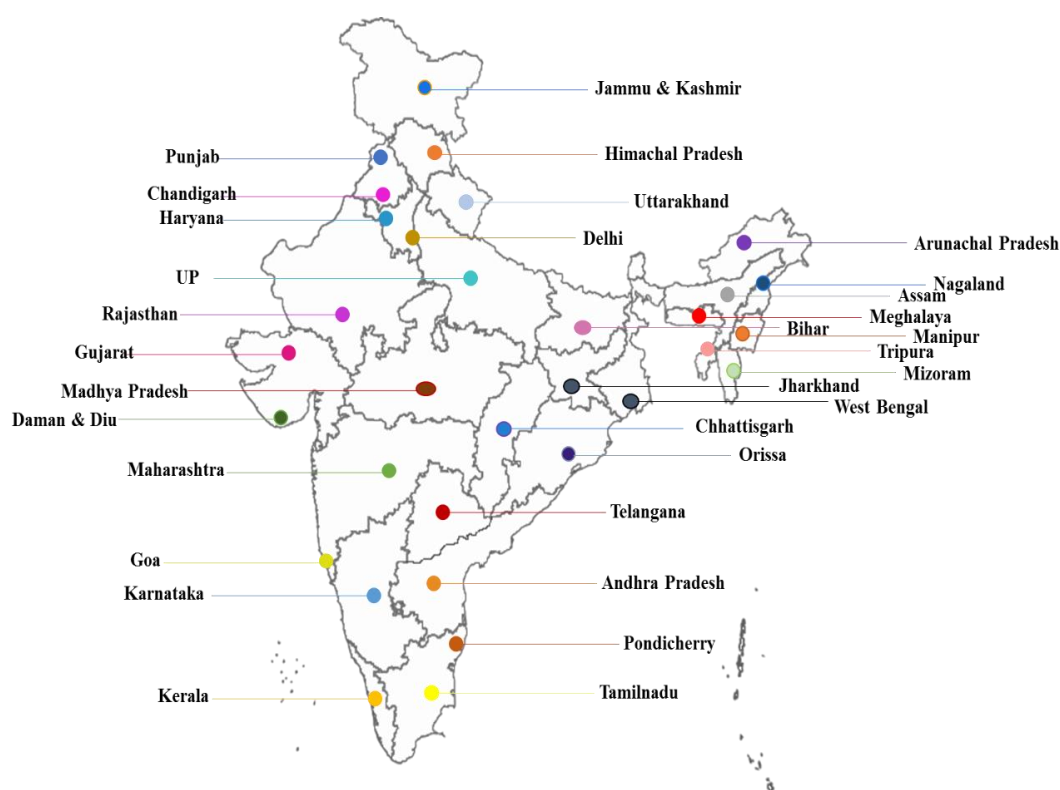 Jammu & Kashmir
Himachal Pradesh
Punjab
Chandigarh
Uttarakhand
Haryana
Delhi
Arunachal Pradesh
UP
Nagaland
Assam
Rajasthan
Meghalaya
Bihar
Manipur
Gujarat
Tripura
Mizoram
Madhya Pradesh
Jharkhand
West Bengal
Daman & Diu
Chhattisgarh
Orissa
Maharashtra
Telangana
Goa
Andhra Pradesh
Karnataka
Pondicherry
Kerala
Tamilnadu